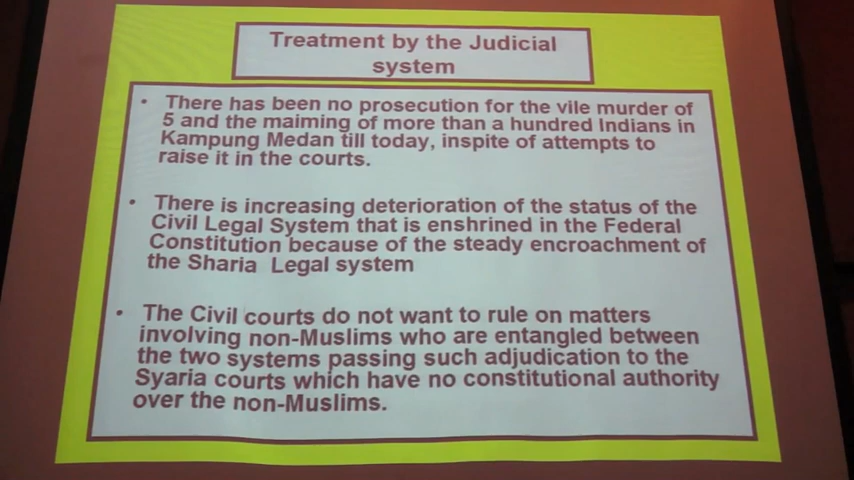 Treatment by the Judicial
system
• There has been no prosecution for the vile murder of
5 and the maiming of more than a hundred Indians in
Kampung Medan till today, inspite of attempts to
raise it in the courts.
• There is increasing deterioration of the status of the
Civil Legal System that is enshrined in the Federal
Constitution because of the steady encroachment of
the Sharia Legal system
• The Civil courts do not want to rule on matters
involving non-Muslims who are entangled between
the two systems passing such adjudication to the
Syaria courts which have no constitutional authority
over the non-Muslims.